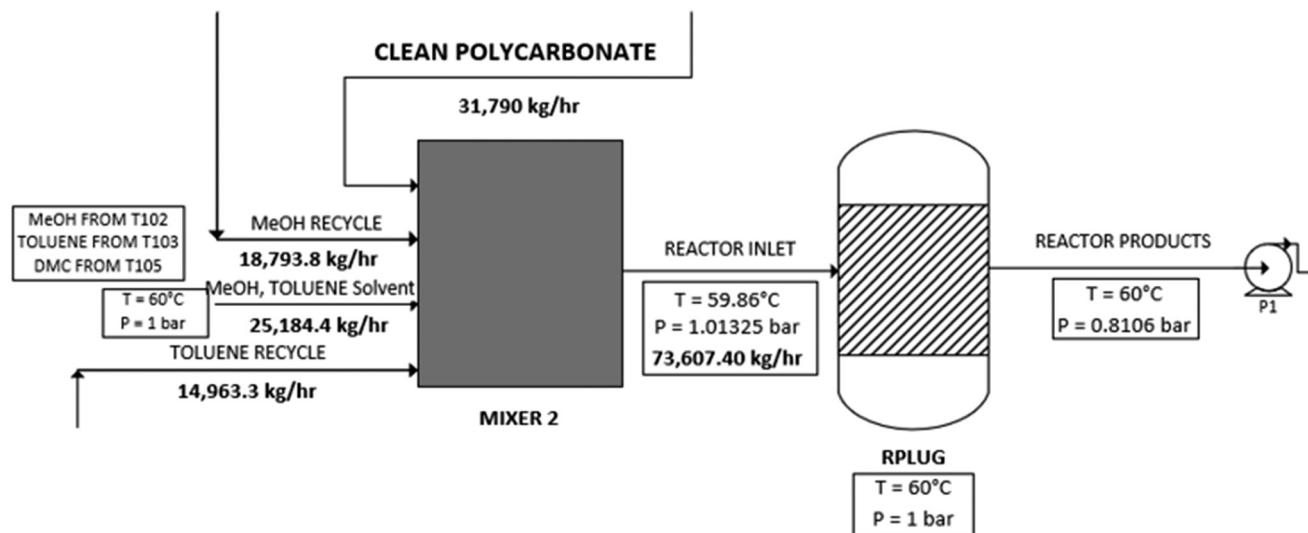 CLEAN POLYCARBONATE
31,790 kg/hr
MeOH FROM T102
TOLUENE FROM T103
DMC FROM T105
MeOH RECYCLE
18,793.8 kg/hr
T = 60°C
P = 1 bar
MeOH, TOLUENE Solvent
25,184.4 kg/hr
TOLUENE RECYCLE
14,963.3 kg/hr
MIXER 2
REACTOR INLET
T = 59.86°C
P = 1.01325 bar
73,607.40 kg/hr
RPLUG
T = 60°C
P = 1 bar
REACTOR PRODUCTS
T = 60°C
P = 0.8106 bar
P1